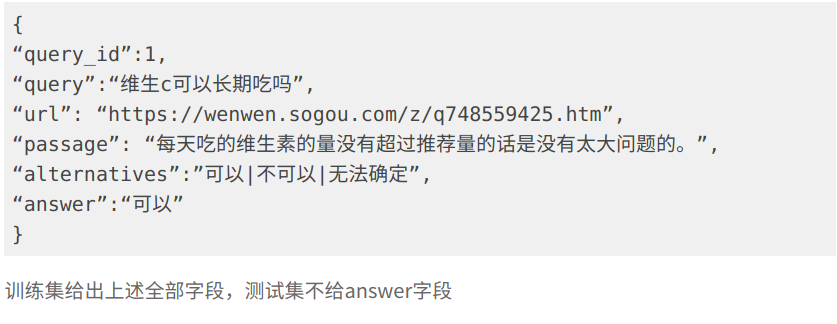 {
“query_id”:1,
“query”:“维生c可以长期吃吗”,
“url”: “https://wenwen.sogou.com/z/q748559425.htm”,
“passage”: “每天吃的维生素的量没有超过推荐量的话是没有太大问题的。”,
“alternatives”:”可以|不可以|无法确定”,
“answer”:“可以”
}
训练集给出上述全部字段，测试集不给answer字段